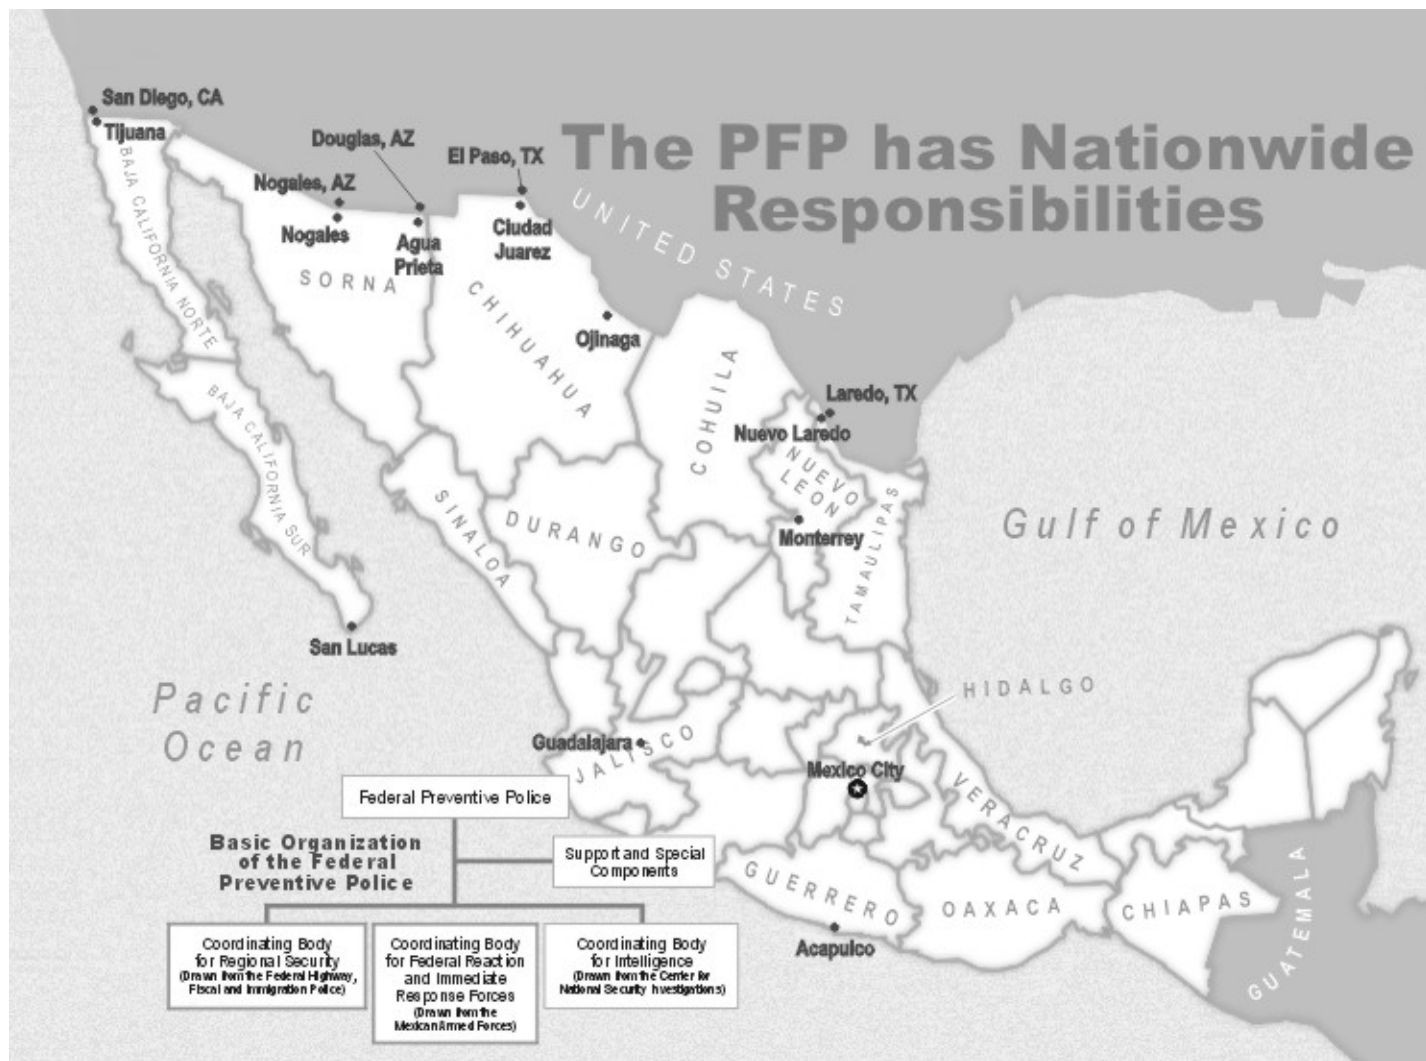 The PFP has Nationwide
Responsibilities
San Diego, CA
Tijuana
Douglas, AZ
El Paso, TX
Nogales, AZ
Nogales
Agua
Prieta
Ciudad
Juarez
UNITED STATES
BAJA CALIFORNIA NORTE
SORNA
CHIHUAHUA
Ojinaga
COHUILA
Laredo, TX
Nuevo Laredo
NUEVO
LEON
BAJA CALIFORNIA SUR
SINALOA
DURANGO
Monterrey
TAMAULIPAS
Gulf of Mexico
San Lucas
Pacific
Ocean
HIDALGO
Guadalajara
JALISCO
Mexico City
VERACRUZ
GUERRERO
OAXACA
CHIAPAS
GUATEMALA
Acapulco
Federal Preventive Police
Basic Organization
of the Federal
Preventive Police
Support and Special
Components
Coordinating Body
for Regional Security
(Drawn from the Federal Highway,
Fiscal and Immigration Police)
Coordinating Body
for Federal Reaction
and Immediate
Response Forces
(Drawn from the
Mexican Armed Forces)
Coordinating Body
for Intelligence
(Drawn from the Center for
National Security Investigations)